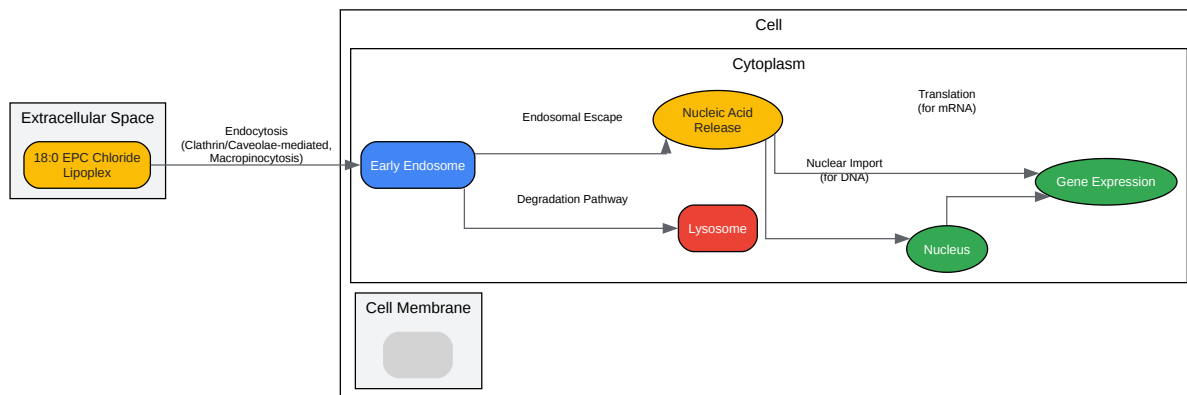 Cell
Cytoplasm
Extracellular Space
18:0 EPC Chloride
Lipoplex
Endocytosis
(Clathrin/Caveolae-mediated,
Macropinocytosis)
Early Endosome
Endosomal Escape
Degradation Pathway
Nucleic Acid
Release
Lysosome
Translation
(for mRNA)
Nuclear Import
(for DNA)
Gene Expression
Nucleus
Cell Membrane